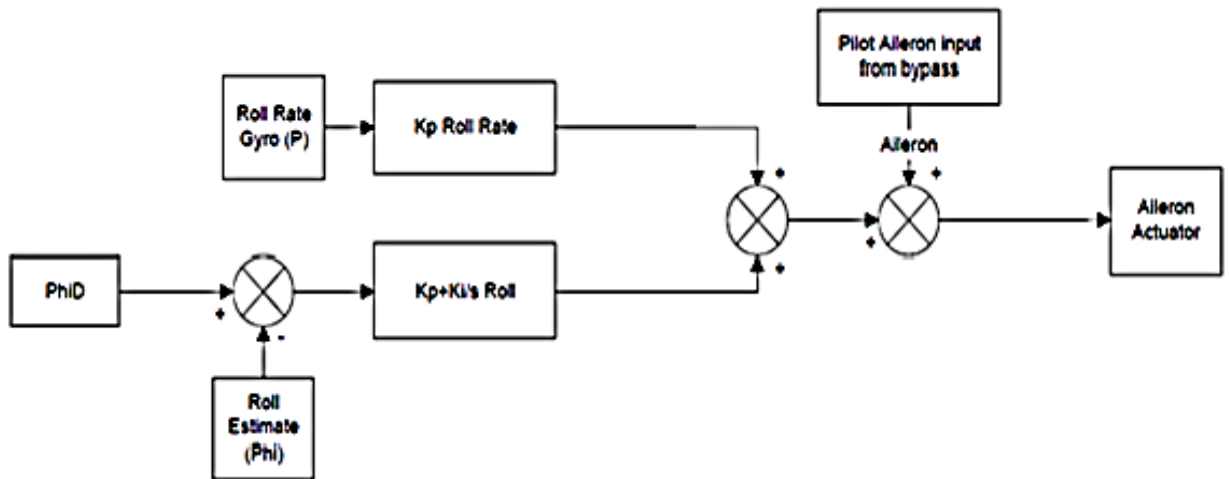 Pilot Aileron input
from bypass
Roll Rate
Gyro (P)
Kp Roll Rate
Aileron
+
+
+
+
Aileron
Actuator
PhiD
+
-
Kp+Ki/s Roll
Roll
Estimate
(Phi)